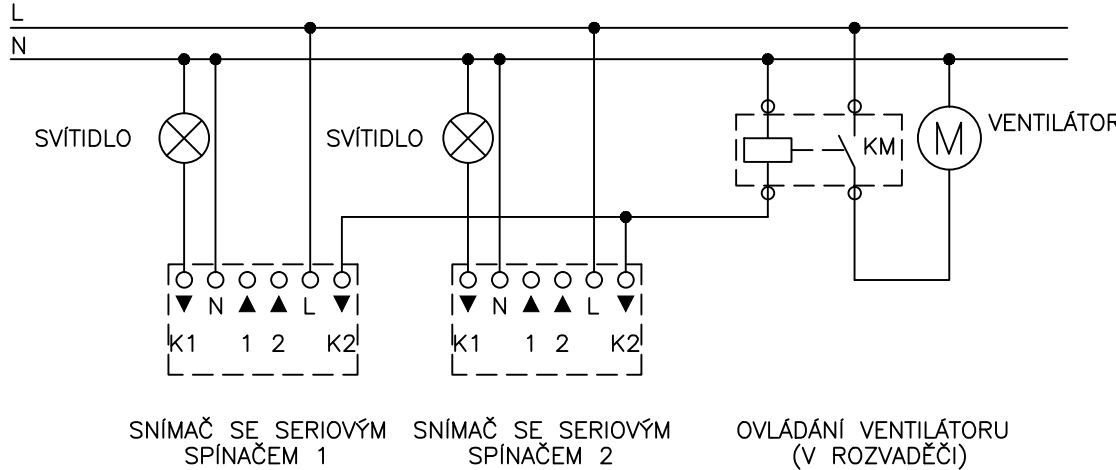 L
N
SVÍTIDLO
SVÍTIDLO
KM
M
VENTILÁTOR
N L
K1 1 2 K2
N L
K1 1 2 K2
SNÍMAČ SE SERIOVÝM
SPÍNAČEM 1
SNÍMAČ SE SERIOVÝM
SPÍNAČEM 2
OVLÁDÁNÍ VENTILÁTORU
(V ROZVADĚČI)